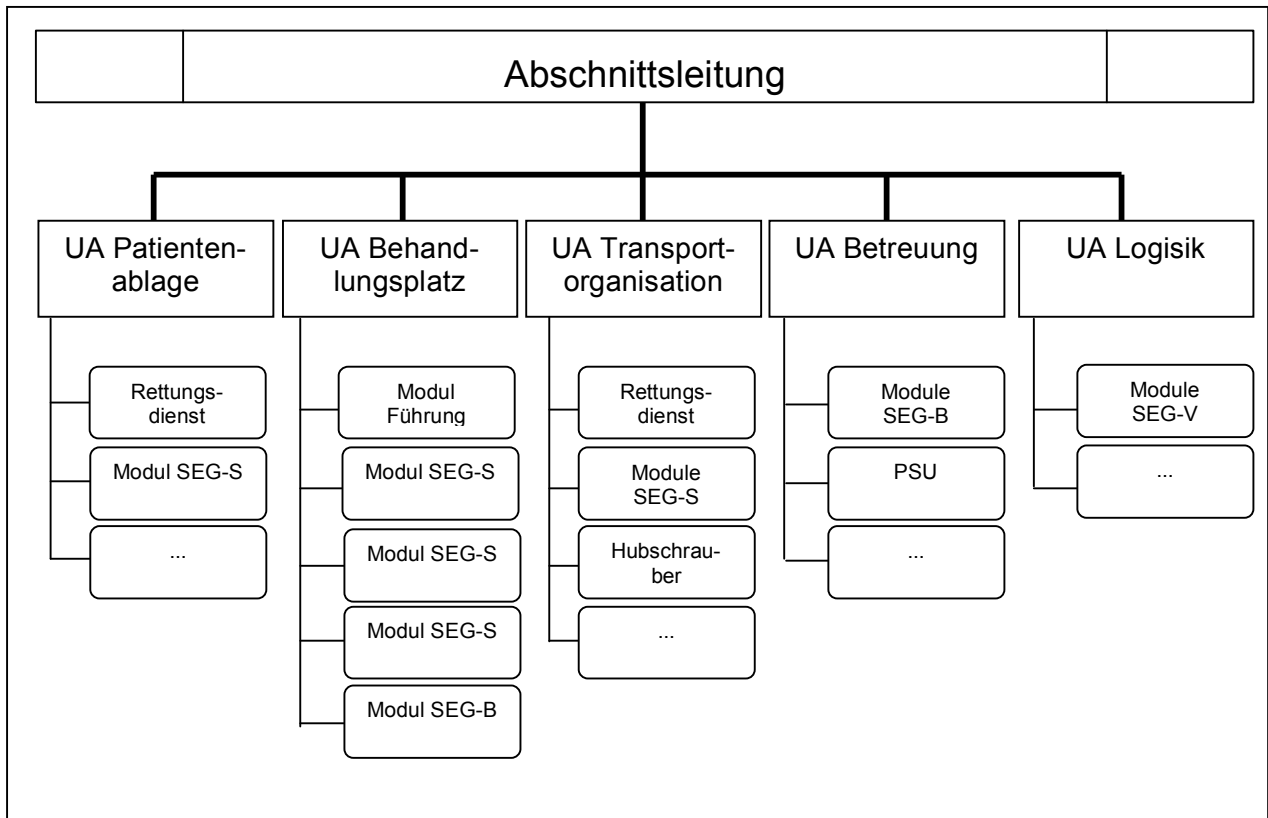 Abschnittsleitung
UA Patienten-
ablage
UA Behand-
lungsplatz
UA Transport-
organisation
UA Betreuung
UA Logisik
Rettungs-
dienst
Modul SEG-S
...
Modul
Führung
Modul SEG-S
Modul SEG-S
Modul SEG-S
Modul SEG-B
Rettungs-
dienst
Module
SEG-S
Hubschrau-
ber
...
Module
SEG-B
PSU
...
Module
SEG-V
...